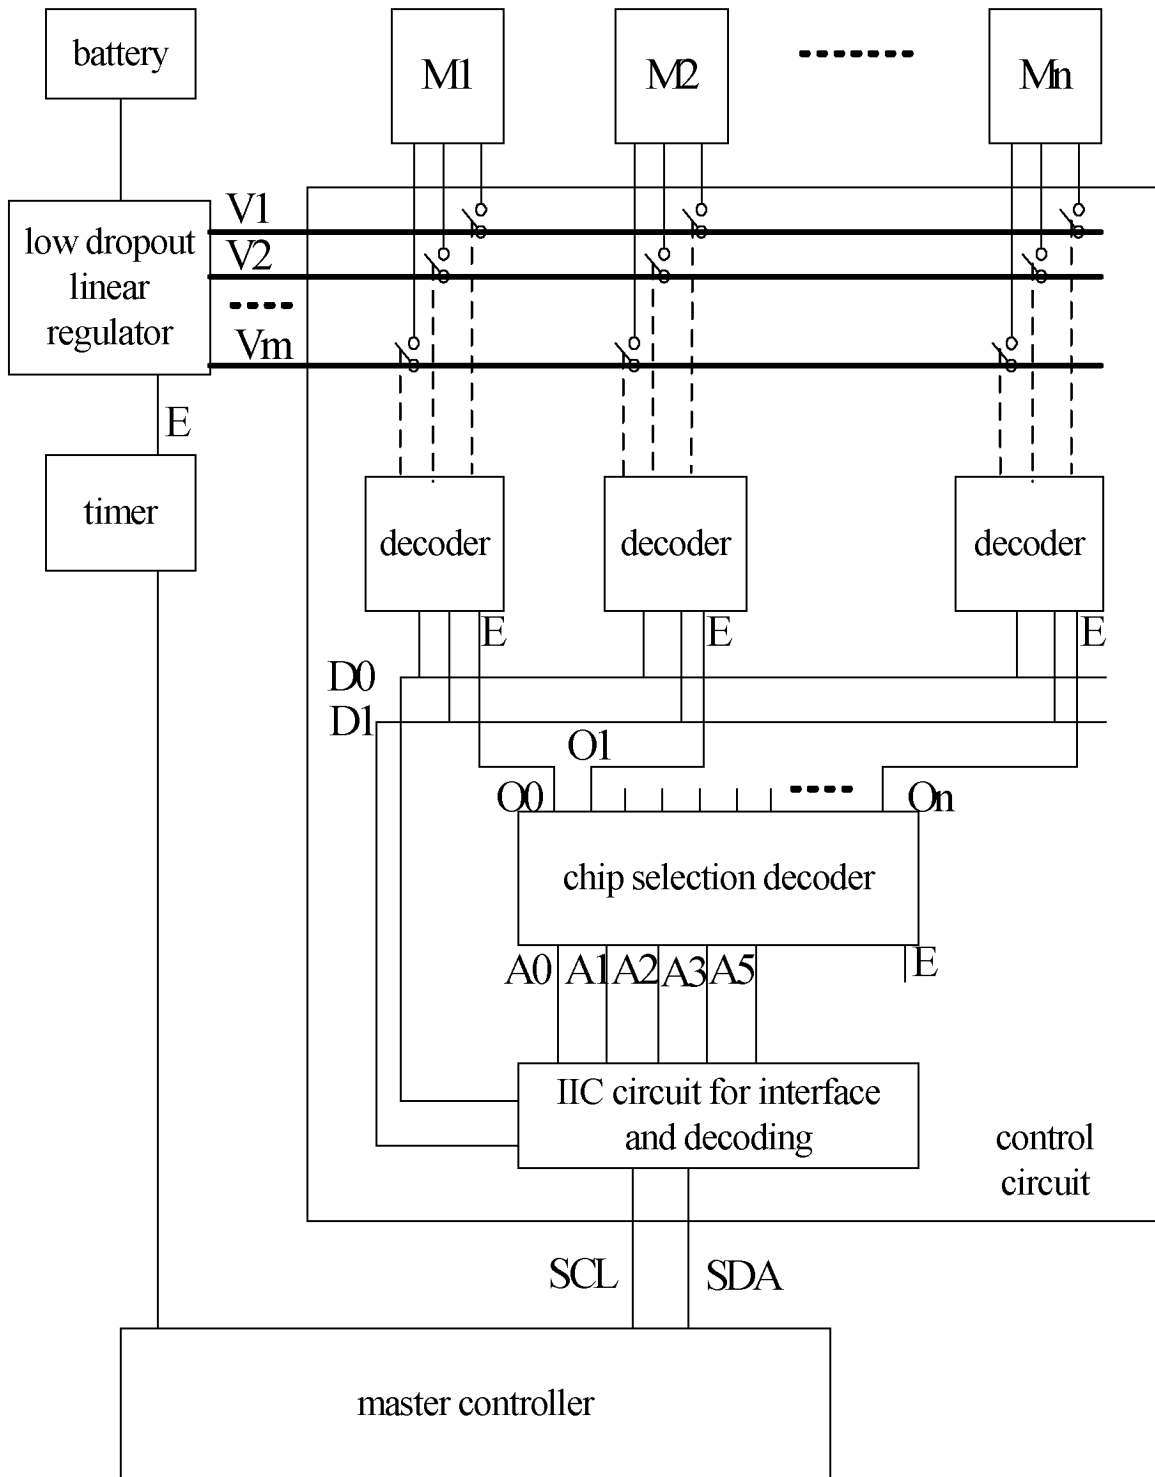 battery
M1
M2
Mn
V1
low dropout
linear
regulator
V2
Vm
E
timer
decoder
decoder
decoder
E
E
E
D0
D1
O1
O0
On
chip selection decoder
A0
A1
A2
A3
A5
E
IIC circuit for interface
and decoding
control
circuit
SCL
SDA
master controller